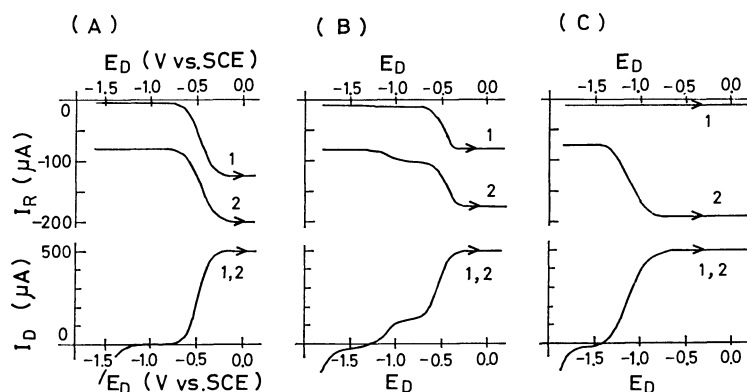 (A) (B) (C)
E_D (V vs. SCE) E_D E_D
-1.5 -1.0 -0.5 0.0 -1.5 -1.0 -0.5 0.0 -1.5 -1.0 -0.5 0.0
0
1 1 1
-100
2 2 2
-200
I_R (μA)
500
1,2 1,2 1,2
I_D (μA)
0
-1.5 -1.0 -0.5 0.0 -1.5 -1.0 -0.5 0.0 -1.5 -1.0 -0.5 0.0
E_D (V vs. SCE) E_D E_D